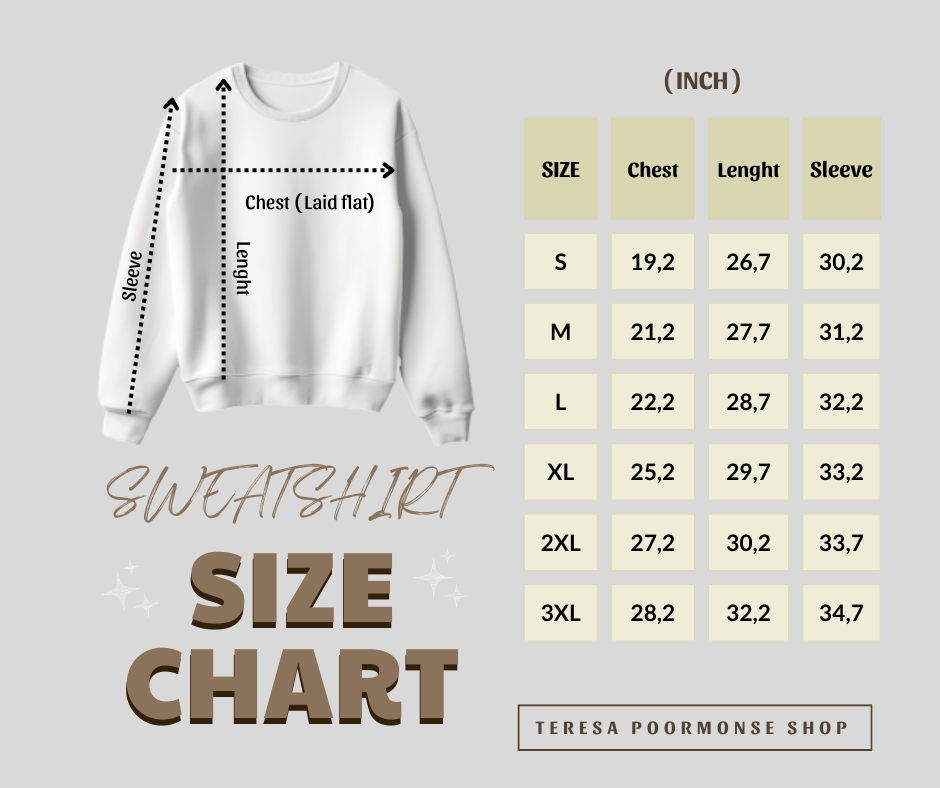 (INCH)
SIZE Chest Lenght Sleeve
S 19,2 26,7 30,2
M 21,2 27,7 31,2
L 22,2 28,7 32,2
XL 25,2 29,7 33,2
2XL 27,2 30,2 33,7
3XL 28,2 32,2 34,7
Chest (Laid flat)
Sleeve
Lenght
SWEATSHIRT
SIZE
CHART
TERESA POORMONSE SHOP